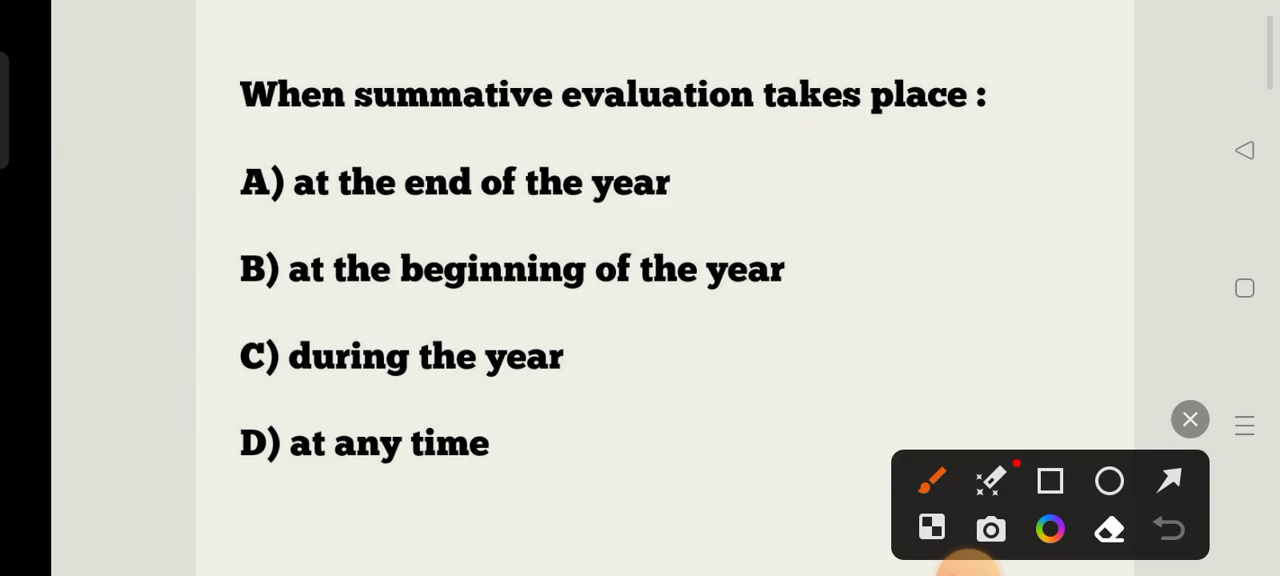 When summative evaluation takes place :
A) at the end of the year
B) at the beginning of the year
C) during the year
D) at any time